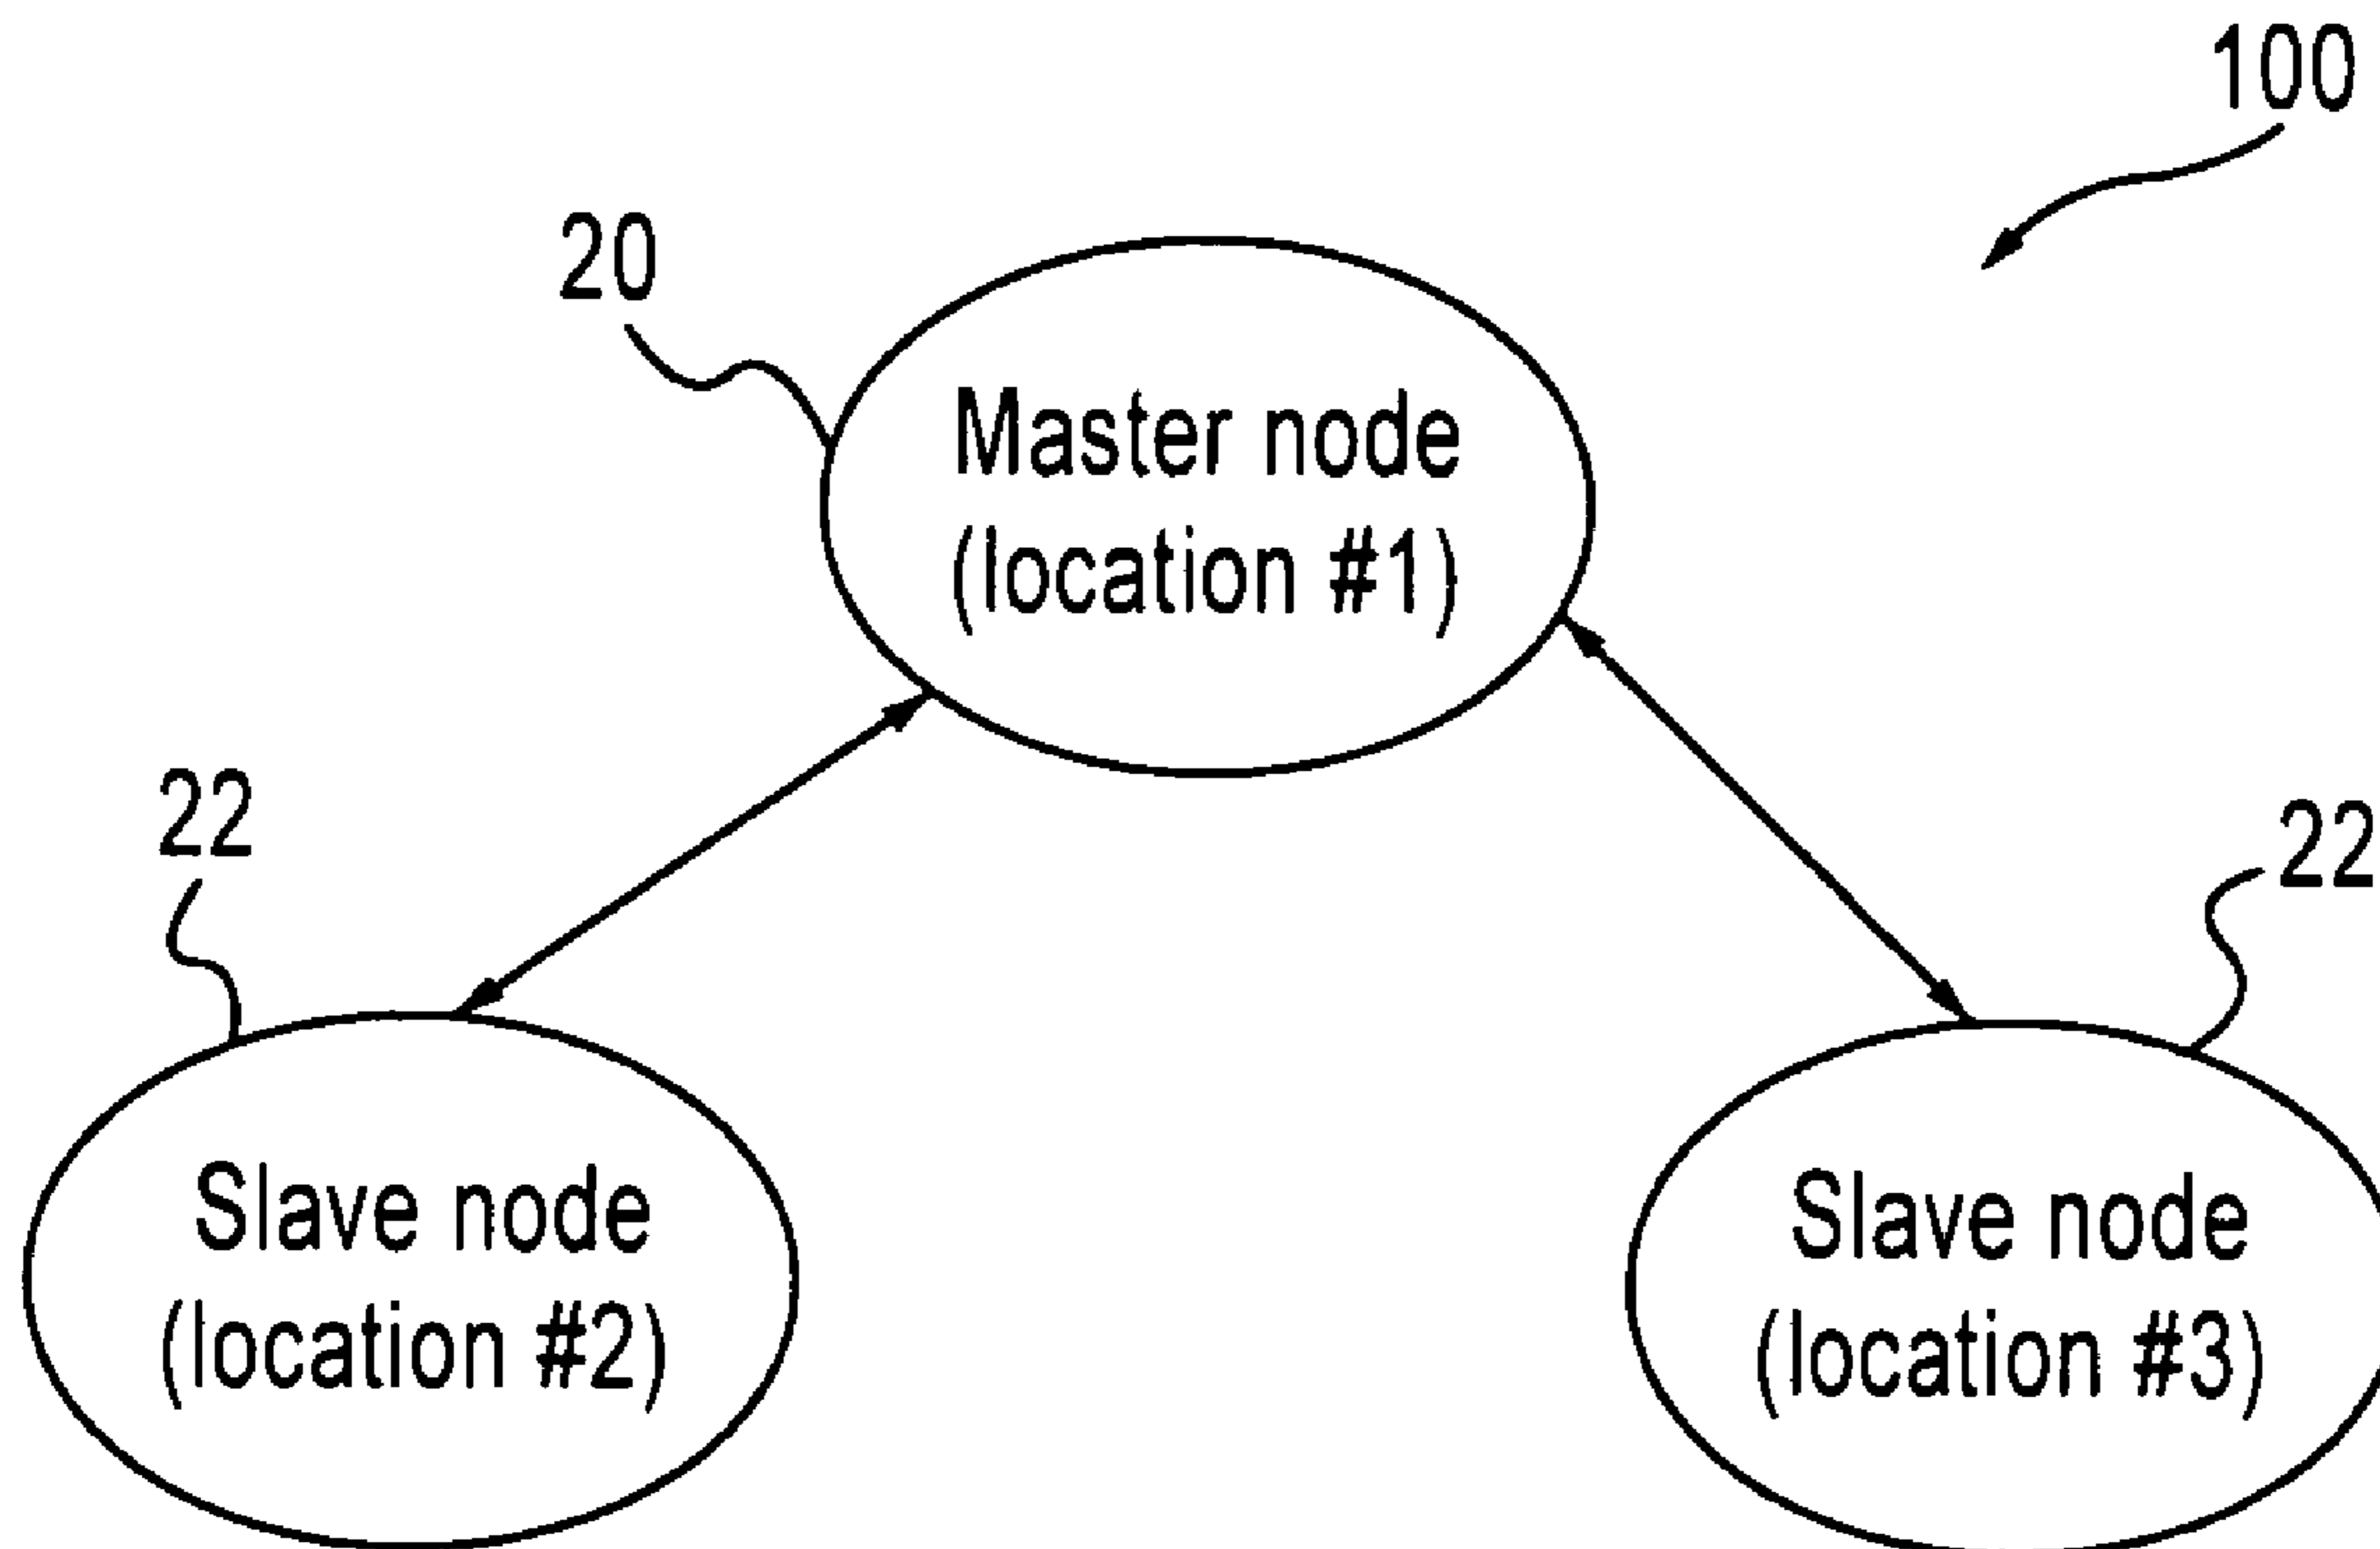 100
20
Master node
(location #1)
22
22
Slave node
(location #2)
Slave node
(location #3)